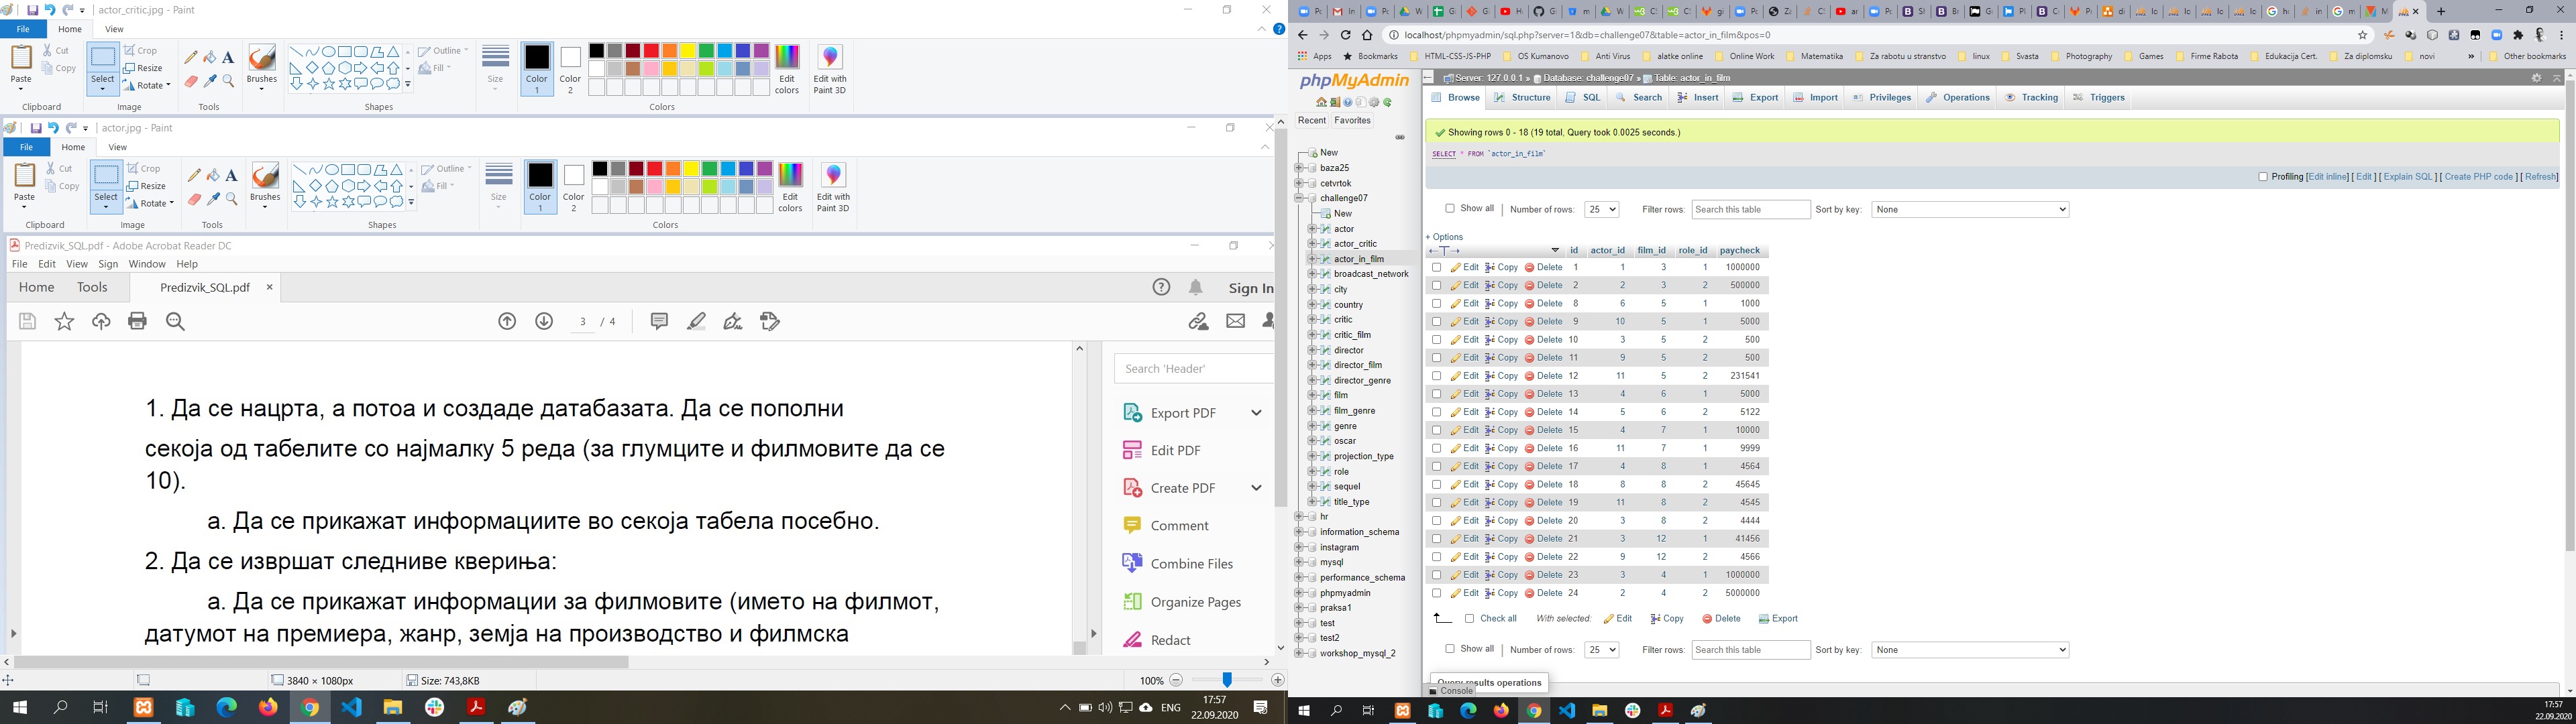 actor_critic.jpg - Paint
File Home View
Paste Cut Copy Select Crop Resize Rotate Brushes Outline Fill Size Color 1 Color 2 Edit colors Edit with Paint 3D
Clipboard Image Tools Shapes Colors
actor.jpg - Paint
File Home View
Paste Cut Copy Select Crop Resize Rotate Brushes Outline Fill Size Color 1 Color 2 Edit colors Edit with Paint 3D
Clipboard Image Tools Shapes Colors
Predizvik_SQL.pdf - Adobe Acrobat Reader DC
File Edit View Sign Window Help
Home Tools Predizvik_SQL.pdf × Sign In
3 / 4
1. Да се нацрта, а потоа и создаде датабазата. Да се пополни
секоја од табелите со најмалку 5 реда (за глумците и филмовите да се
10).
а. Да се прикажат информациите во секоја табела посебно.
2. Да се извршат следниве квериња:
а. Да се прикажат информации за филмовите (името на филмот,
датумот на премиера, жанр, земја на производство и филмска
Search 'Header'
Export PDF
Edit PDF
Create PDF
Comment
Combine Files
Organize Pages
Redact
3840 × 1080px Size: 743,8KB 100%
ENG 17:57
22.09.2020
localhost/phpmyadmin/sql.php?server=1&db=challenge07&table=actor_in_film&pos=0
Apps Bookmarks HTML-CSS-JS-PHP OS Kumanovo Anti Virus alatke online Online Work Matematika Za rabotu u stranstvo linux Svasta Photography Games Firme Rabota Edukacija Cert. Za diplomsku novi » Other bookmarks
phpMyAdmin
Recent Favorites
New
baza25
cetvrtok
challenge07
New
actor
actor_critic
actor_in_film
broadcast_network
city
country
critic
critic_film
director
director_film
director_genre
film
film_genre
genre
oscar
projection_type
role
sequel
title_type
hr
information_schema
instagram
mysql
performance_schema
phpmyadmin
praksa1
test
test2
workshop_mysql_2
Server: 127.0.0.1 » Database: challenge07 » Table: actor_in_film
Browse Structure SQL Search Insert Export Import Privileges Operations Tracking Triggers
Showing rows 0 - 18 (19 total, Query took 0.0025 seconds.)
SELECT * FROM `actor_in_film`
Profiling [Edit inline] [ Edit ] [ Explain SQL ] [ Create PHP code ] [ Refresh]
Show all Number of rows: 25 Filter rows: Search this table Sort by key: None
+ Options
←T→ id actor_id film_id role_id paycheck
Edit Copy Delete 1 1 3 1 1000000
Edit Copy Delete 2 2 3 2 500000
Edit Copy Delete 8 6 5 1 1000
Edit Copy Delete 9 10 5 1 5000
Edit Copy Delete 10 3 5 2 500
Edit Copy Delete 11 9 5 2 500
Edit Copy Delete 12 11 5 2 231541
Edit Copy Delete 13 4 6 1 5000
Edit Copy Delete 14 5 6 2 5122
Edit Copy Delete 15 4 7 1 10000
Edit Copy Delete 16 11 7 1 9999
Edit Copy Delete 17 4 8 1 4564
Edit Copy Delete 18 8 8 2 45645
Edit Copy Delete 19 11 8 2 4545
Edit Copy Delete 20 3 8 2 4444
Edit Copy Delete 21 3 12 1 41456
Edit Copy Delete 22 9 12 2 4566
Edit Copy Delete 23 3 4 1 1000000
Edit Copy Delete 24 2 4 2 5000000
Check all With selected: Edit Copy Delete Export
Show all Number of rows: 25 Filter rows: Search this table Sort by key: None
Query results operations
Console
17:57
22.09.2020